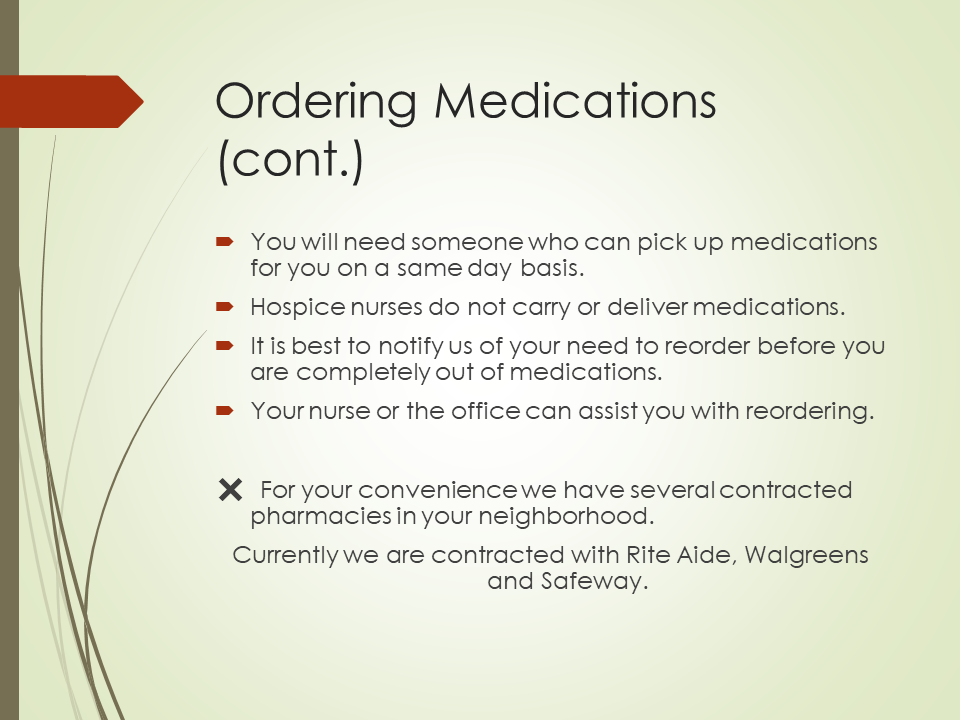 Ordering Medications
(cont.)
You will need someone who can pick up medications
for you on a same day basis.
Hospice nurses do not carry or deliver medications.
It is best to notify us of your need to reorder before you
are completely out of medications.
Your nurse or the office can assist you with reordering.
For your convenience we have several contracted
pharmacies in your neighborhood.
Currently we are contracted with Rite Aide, Walgreens
and Safeway.